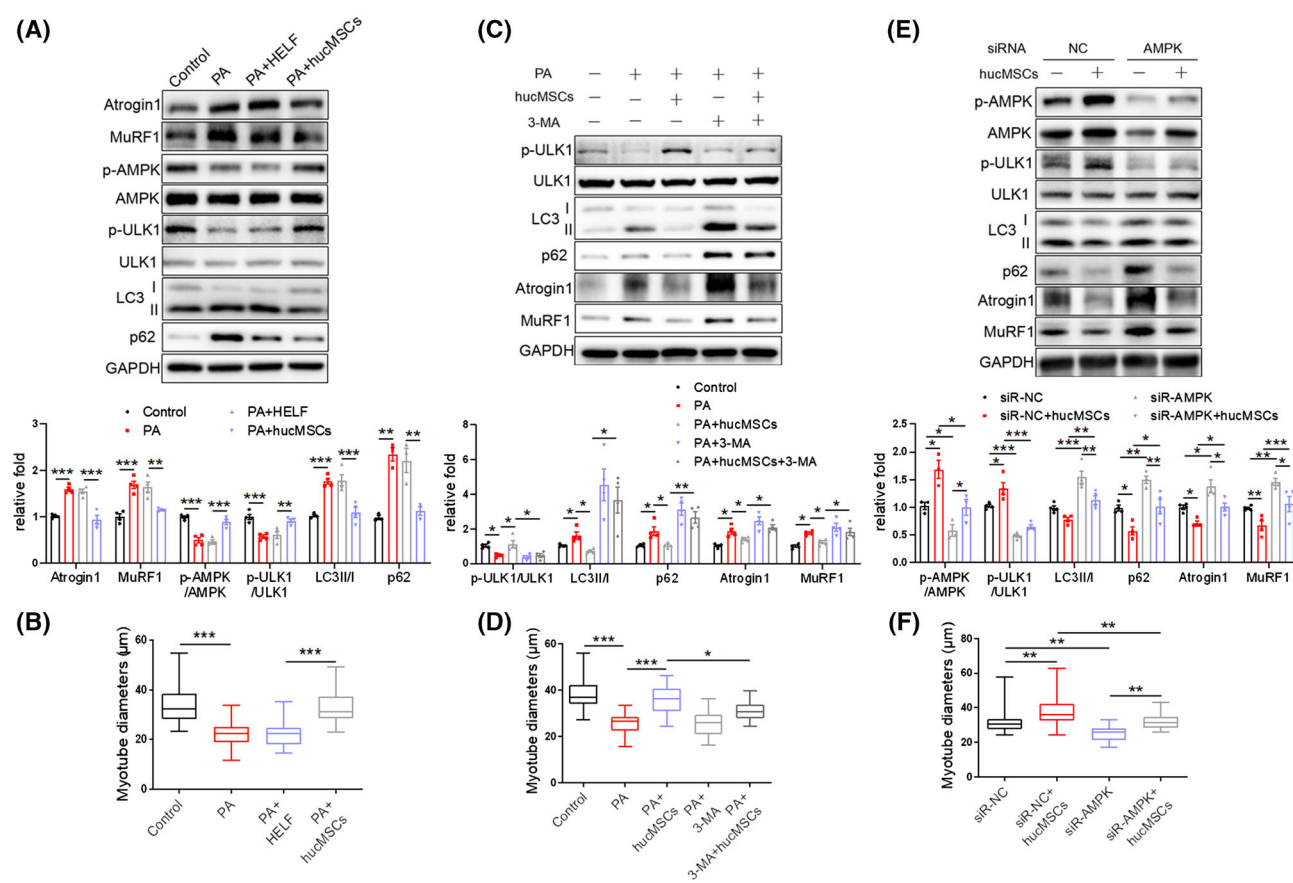 (A)
Control PA PA+HELF PA+hucMSCs
Atrogin1
MuRF1
p-AMPK
AMPK
p-ULK1
ULK1
LC3 I
II
p62
GAPDH
Control PA+HELF
PA PA+hucMSCs
relative fold
3
2
1
0
*** *** *** ** *** *** *** ** *** *** ** **
Atrogin1 MuRF1 p-AMPK /AMPK p-ULK1 /ULK1 LC3II/I p62
(B)
Myotube diameters (μm)
60
40
20
0
*** ***
Control PA PA+ HELF PA+ hucMSCs
(C)
PA – + + + +
hucMSCs – – + – +
3-MA – – – + +
p-ULK1
ULK1
LC3 I
II
p62
Atrogin1
MuRF1
GAPDH
Control
PA
PA+hucMSCs
PA+3-MA
PA+hucMSCs+3-MA
relative fold
8
6
4
2
0
* * * * * * * * ** * * * * * *
p-ULK1/ULK1 LC3II/I p62 Atrogin1 MuRF1
(D)
Myotube diameters (μm)
60
40
20
0
*** *** *
Control PA PA+ hucMSCs PA+ 3-MA PA+ 3-MA+hucMSCs
(E)
siRNA NC AMPK
hucMSCs – + – +
p-AMPK
AMPK
p-ULK1
ULK1
LC3 I
II
p62
Atrogin1
MuRF1
GAPDH
siR-NC siR-AMPK
siR-NC+hucMSCs siR-AMPK+hucMSCs
relative fold
2.0
1.5
1.0
0.5
0.0
* * * * * *** *** *** *** ** * ** ** * * * * * *** ** * **
p-AMPK /AMPK p-ULK1 /ULK1 LC3II/I p62 Atrogin1 MuRF1
(F)
Myotube diameters (μm)
80
60
40
20
0
** ** ** **
siR-NC siR-NC+ hucMSCs siR-AMPK siR-AMPK+ hucMSCs